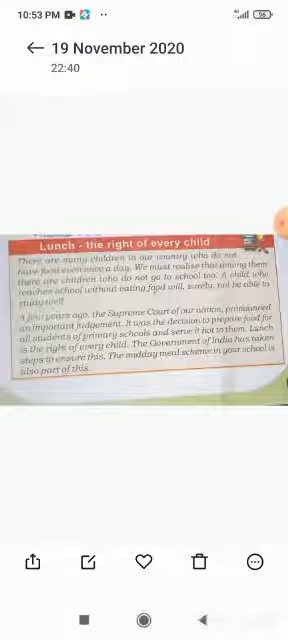 10:53 PM
4G
96
19 November 2020
22:40
Lunch - the right of every child
There are many children in our country who do not
have food even once a day. We must realise that among them
there are children who do not go to school too. A child who
reaches school without eating food will, surely, not be able to
study well.
A few years ago, the Supreme Court of our nation, pronounced
an important judgement. It was the decision to prepare food for
all students of primary schools and serve it hot to them. Lunch
is the right of every child. The Government of India has taken
steps to ensure this. The midday meal scheme in your school is
also part of this.